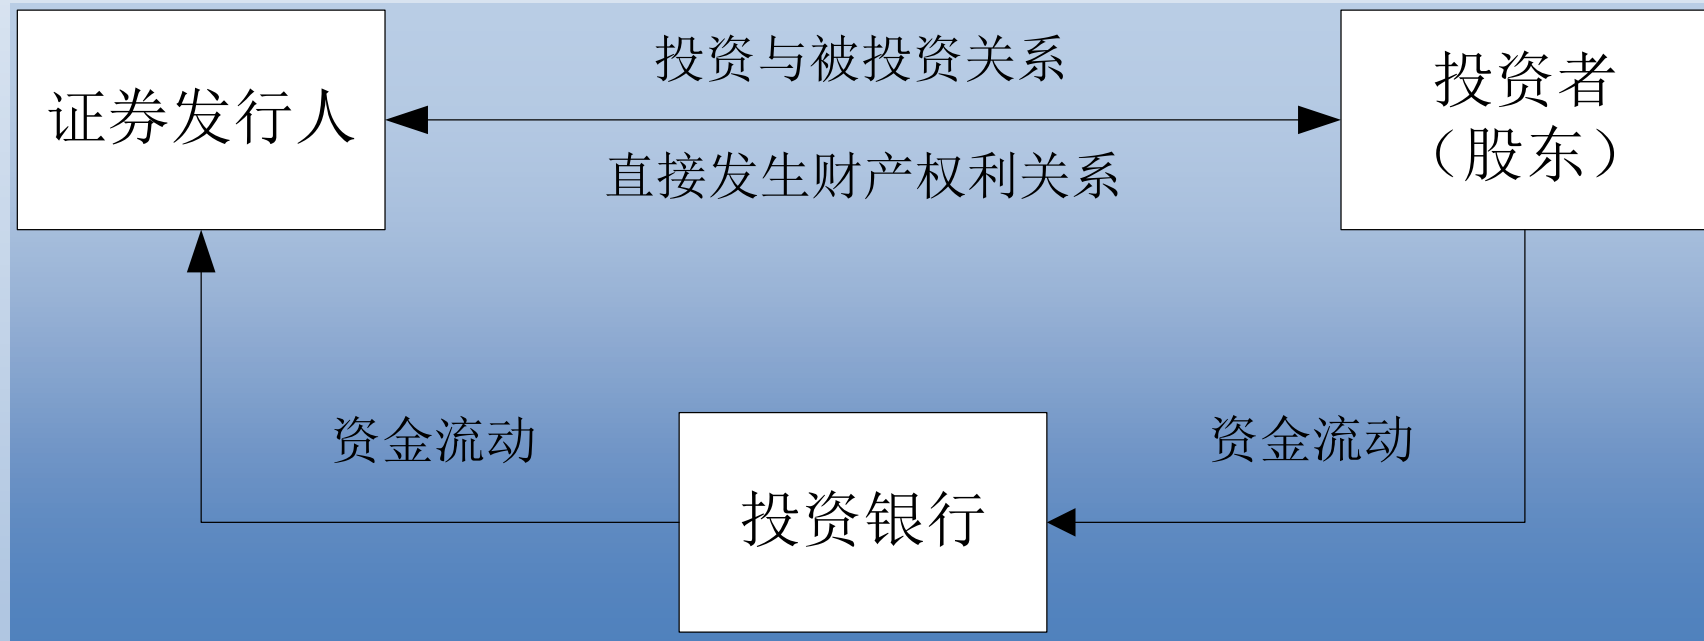 证券发行人
投资与被投资关系
直接发生财产权利关系
投资者
（股东）
资金流动
投资银行
资金流动